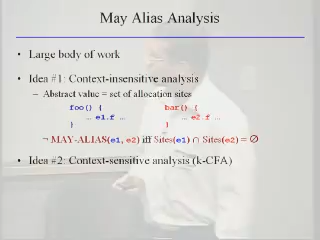 May Alias Analysis
• Large body of work
• Idea #1: Context-insensitive analysis
– Abstract value = set of allocation sites
foo() { bar() {
… e1.f … … e2.f …
} }
¬ MAY-ALIAS(e1, e2) iff Sites(e1) ∩ Sites(e2) = ∅
• Idea #2: Context-sensitive analysis (k-CFA)